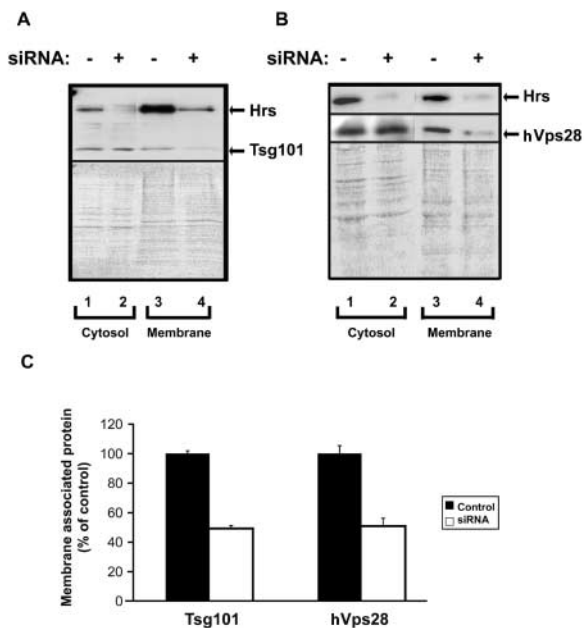 A
siRNA: - + - +
Hrs
Tsg101
1 2 3 4
Cytosol Membrane
B
siRNA: - + - +
Hrs
hVps28
1 2 3 4
Cytosol Membrane
C
Membrane associated protein
(% of control)
120
100
80
60
40
20
0
Tsg101 hVps28
Control
siRNA